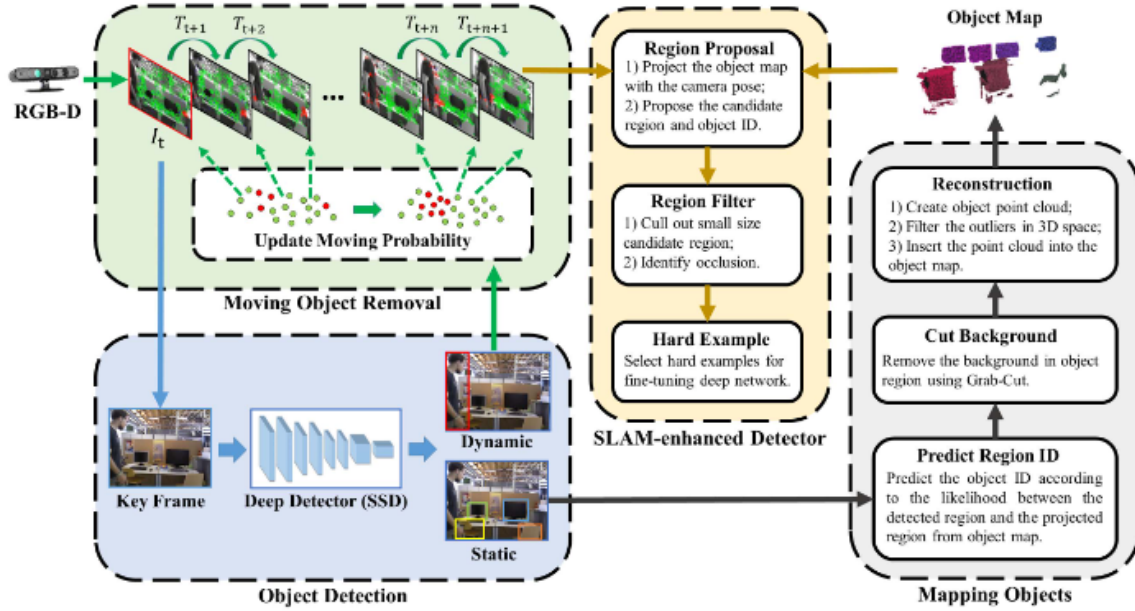 T_{t+1}
T_{t+2}
T_{t+n}
T_{t+n+1}
RGB-D
I_t
...
Update Moving Probability
Moving Object Removal
Key Frame
Deep Detector (SSD)
Dynamic
Static
Object Detection
Region Proposal
1) Project the object map
with the camera pose;
2) Propose the candidate
region and object ID.
Region Filter
1) Cull out small size
candidate region;
2) Identify occlusion.
Hard Example
Select hard examples for
fine-tuning deep network.
SLAM-enhanced Detector
Object Map
Reconstruction
1) Create object point cloud;
2) Filter the outliers in 3D space;
3) Insert the point cloud into the
object map.
Cut Background
Remove the background in object
region using Grab-Cut.
Predict Region ID
Predict the object ID according
to the likelihood between the
detected region and the projected
region from object map.
Mapping Objects